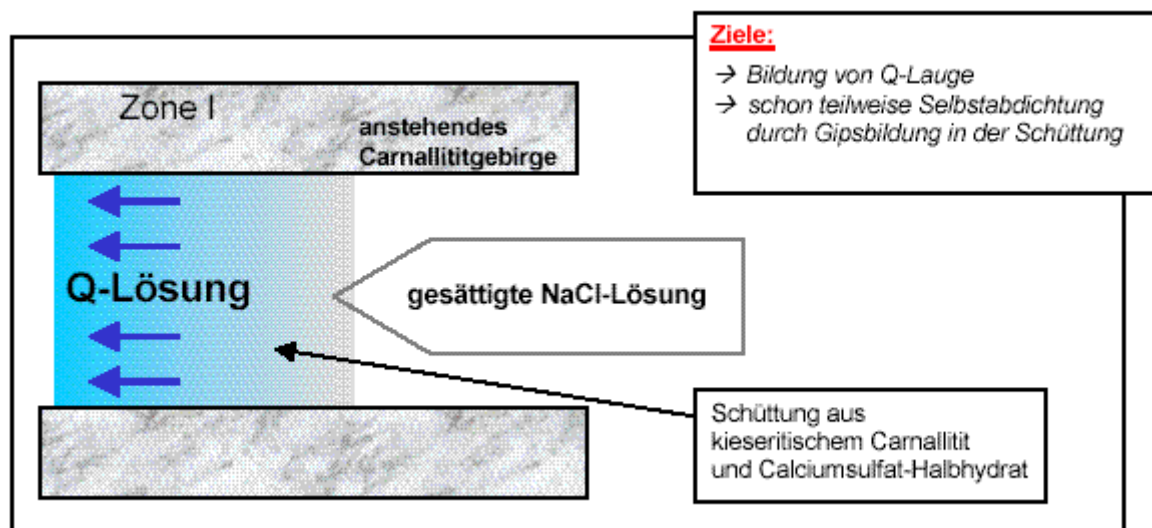 Ziele:
→ Bildung von Q-Lauge
→ schon teilweise Selbstabdichtung
durch Gipsbildung in der Schüttung
Zone I
anstehendes
Carnallititgebirge
Q-Lösung
gesättigte NaCl-Lösung
Schüttung aus
kieseritischem Carnallitit
und Calciumsulfat-Halbhydrat